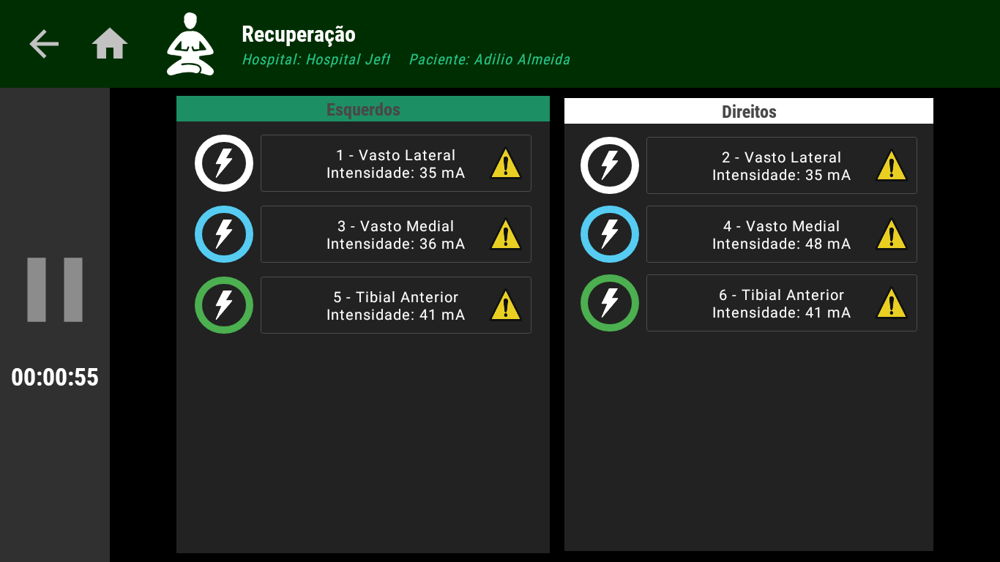 Recuperação
Hospital: Hospital Jeff Paciente: Adilio Almeida
00:00:55
Esquerdos
1 - Vasto Lateral
Intensidade: 35 mA
3 - Vasto Medial
Intensidade: 36 mA
5 - Tibial Anterior
Intensidade: 41 mA
Direitos
2 - Vasto Lateral
Intensidade: 35 mA
4 - Vasto Medial
Intensidade: 48 mA
6 - Tibial Anterior
Intensidade: 41 mA